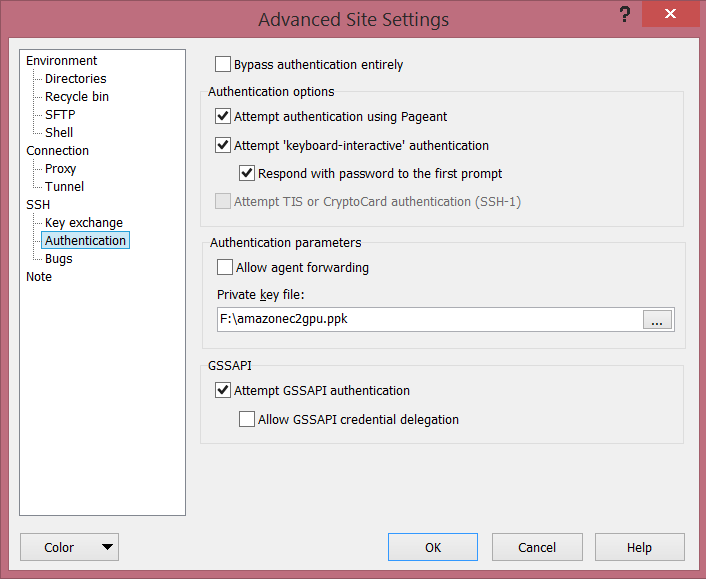 Advanced Site Settings
?
Environment
Directories
Recycle bin
SFTP
Shell
Connection
Proxy
Tunnel
SSH
Key exchange
Authentication
Bugs
Note
Bypass authentication entirely
Authentication options
Attempt authentication using Pageant
Attempt 'keyboard-interactive' authentication
Respond with password to the first prompt
Attempt TIS or CryptoCard authentication (SSH-1)
Authentication parameters
Allow agent forwarding
Private key file:
F:\amazonec2gpu.ppk
...
GSSAPI
Attempt GSSAPI authentication
Allow GSSAPI credential delegation
Color
OK
Cancel
Help